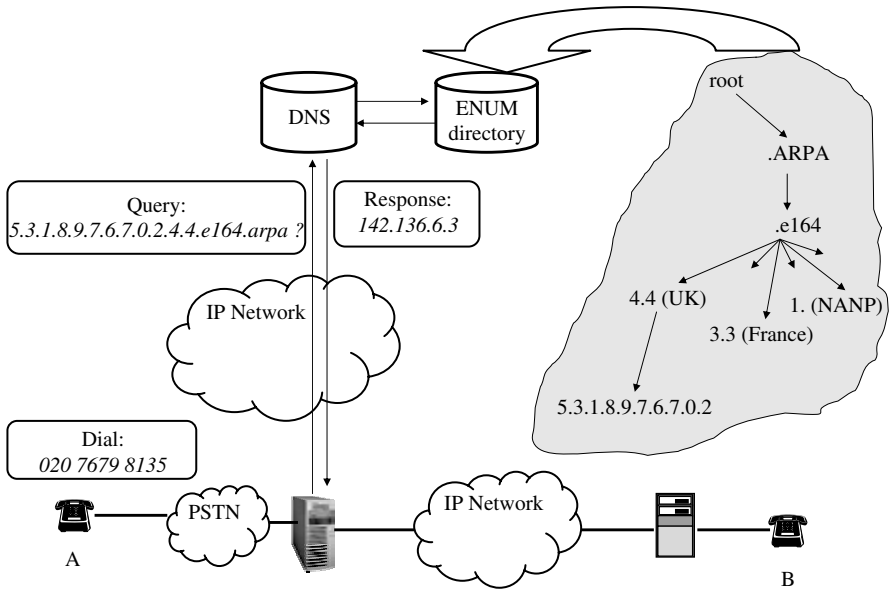 root
DNS
ENUM
directory
.ARPA
Query:
5.3.1.8.9.7.6.7.0.2.4.4.e164.arpa ?
Response:
142.136.6.3
.e164
IP Network
4.4 (UK)
1. (NANP)
3.3 (France)
5.3.1.8.9.7.6.7.0.2
Dial:
020 7679 8135
PSTN
IP Network
A
B